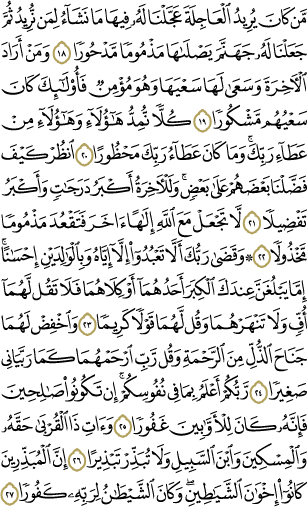 مَّن كَانَ يُرِيدُ ٱلْعَاجِلَةَ عَجَّلْنَا لَهُۥ فِيهَا مَا نَشَآءُ لِمَن نُّرِيدُ ثُمَّ
جَعَلْنَا لَهُۥ جَهَنَّمَ يَصْلَىٰهَا مَذْمُومًا مَّدْحُورًا ١٨ وَمَنْ أَرَادَ
ٱلْـَٔاخِرَةَ وَسَعَىٰ لَهَا سَعْيَهَا وَهُوَ مُؤْمِنٌ فَأُو۟لَـٰٓئِكَ كَانَ
سَعْيُهُم مَّشْكُورًا ١٩ كُلًّا نُّمِدُّ هَـٰٓؤُلَآءِ وَهَـٰٓؤُلَآءِ مِنْ
عَطَآءِ رَبِّكَ ۚ وَمَا كَانَ عَطَآءُ رَبِّكَ مَحْظُورًا ٢٠ ٱنظُرْ كَيْفَ
فَضَّلْنَا بَعْضَهُمْ عَلَىٰ بَعْضٍ ۚ وَلَلْـَٔاخِرَةُ أَكْبَرُ دَرَجَـٰتٍ وَأَكْبَرُ
تَفْضِيلًا ٢١ لَّا تَجْعَلْ مَعَ ٱللَّهِ إِلَـٰهًا ءَاخَرَ فَتَقْعُدَ مَذْمُومًا
مَّخْذُولًا ٢٢ ۞ وَقَضَىٰ رَبُّكَ أَلَّا تَعْبُدُوٓا۟ إِلَّآ إِيَّاهُ وَبِٱلْوَٰلِدَيْنِ إِحْسَـٰنًا ۚ
إِمَّا يَبْلُغَنَّ عِندَكَ ٱلْكِبَرَ أَحَدُهُمَآ أَوْ كِلَاهُمَا فَلَا تَقُل لَّهُمَآ
أُفٍّ وَلَا تَنْهَرْهُمَا وَقُل لَّهُمَا قَوْلًا كَرِيمًا ٢٣ وَٱخْفِضْ لَهُمَا
جَنَاحَ ٱلذُّلِّ مِنَ ٱلرَّحْمَةِ وَقُل رَّبِّ ٱرْحَمْهُمَا كَمَا رَبَّيَانِى
صَغِيرًا ٢٤ رَّبُّكُمْ أَعْلَمُ بِمَا فِى نُفُوسِكُمْ ۚ إِن تَكُونُوا۟ صَـٰلِحِينَ
فَإِنَّهُۥ كَانَ لِلْأَوَّٰبِينَ غَفُورًا ٢٥ وَءَاتِ ذَا ٱلْقُرْبَىٰ حَقَّهُۥ
وَٱلْمِسْكِينَ وَٱبْنَ ٱلسَّبِيلِ وَلَا تُبَذِّرْ تَبْذِيرًا ٢٦ إِنَّ ٱلْمُبَذِّرِينَ
كَانُوٓا۟ إِخْوَٰنَ ٱلشَّيَـٰطِينِ ۖ وَكَانَ ٱلشَّيْطَـٰنُ لِرَبِّهِۦ كَفُورًا ٢٧